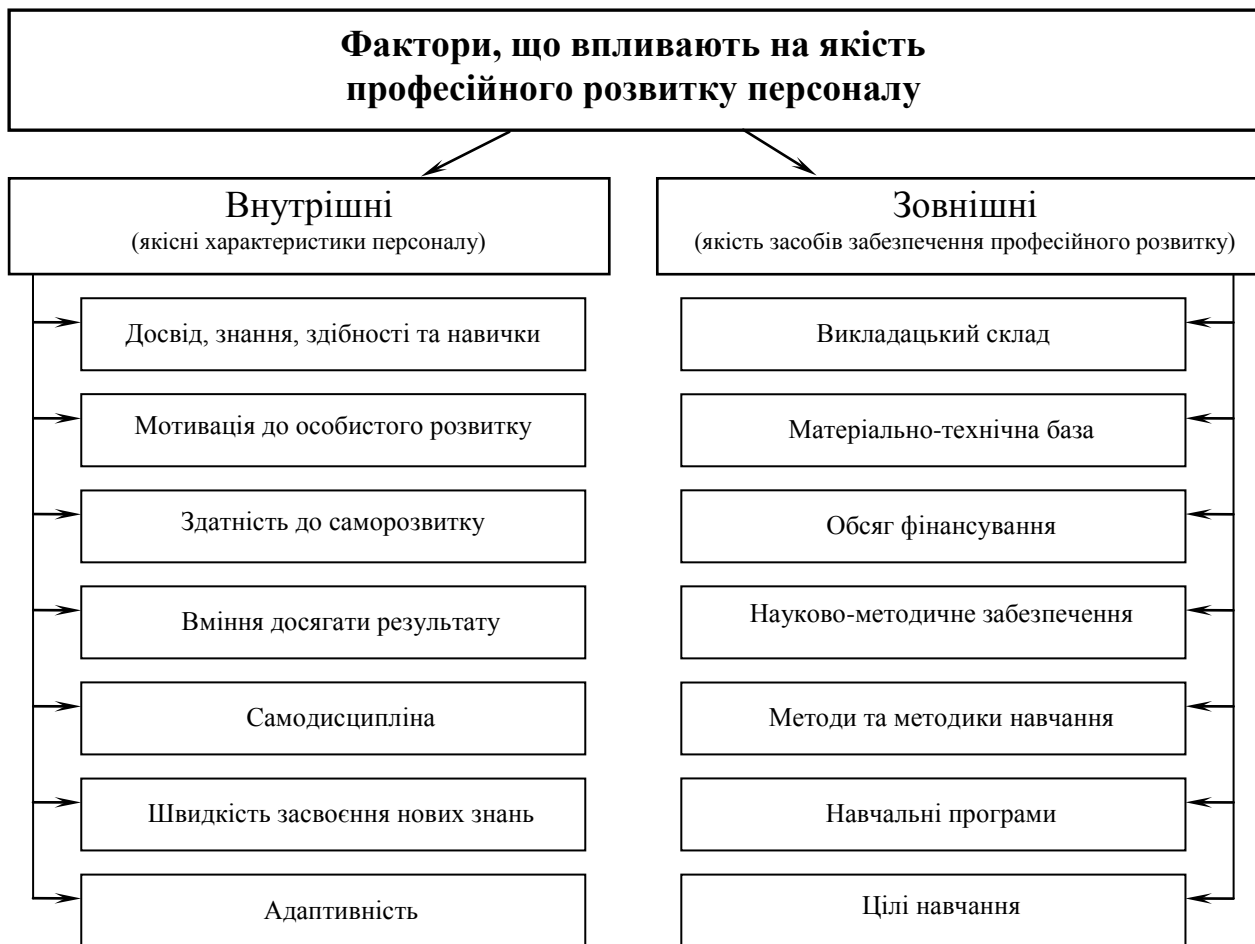 Фактори, що впливають на якість
професійного розвитку персоналу
Внутрішні
(якісні характеристики персоналу)
Досвід, знання, здібності та навички
Мотивація до особистого розвитку
Здатність до саморозвитку
Вміння досягати результату
Самодисципліна
Швидкість засвоєння нових знань
Адаптивність
Зовнішні
(якість засобів забезпечення професійного розвитку)
Викладацький склад
Матеріально-технічна база
Обсяг фінансування
Науково-методичне забезпечення
Методи та методики навчання
Навчальні програми
Цілі навчання